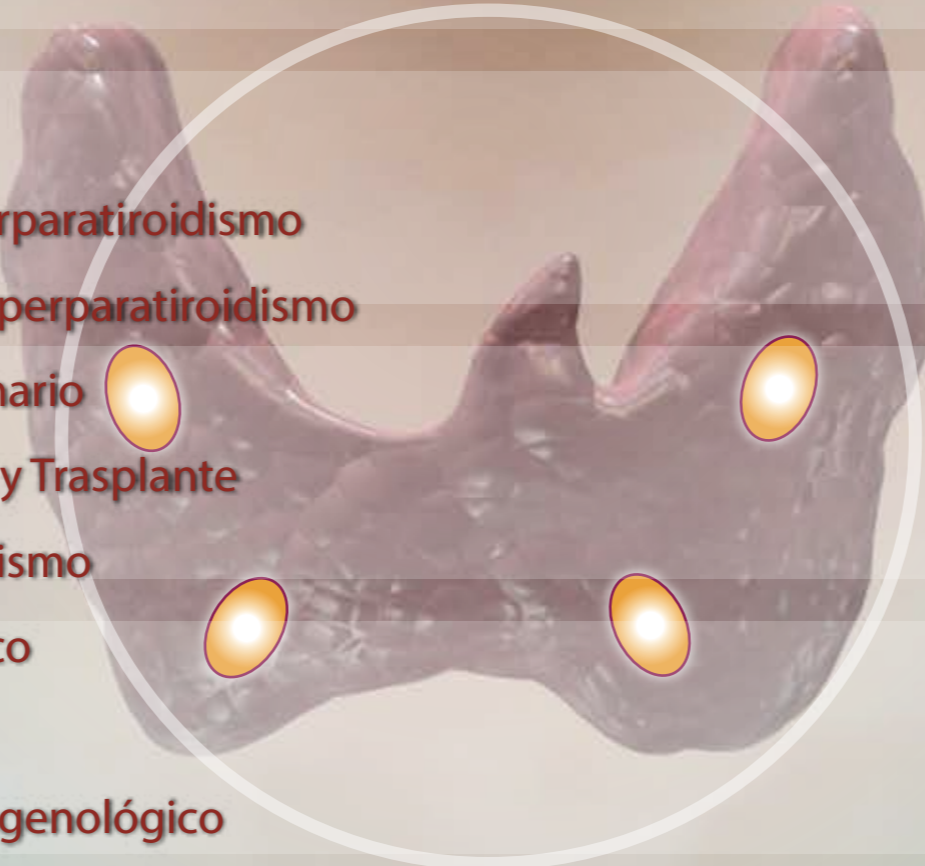 rparatiroidismo
perparatiroidismo
nario
y Trasplante
ismo
co
genológico